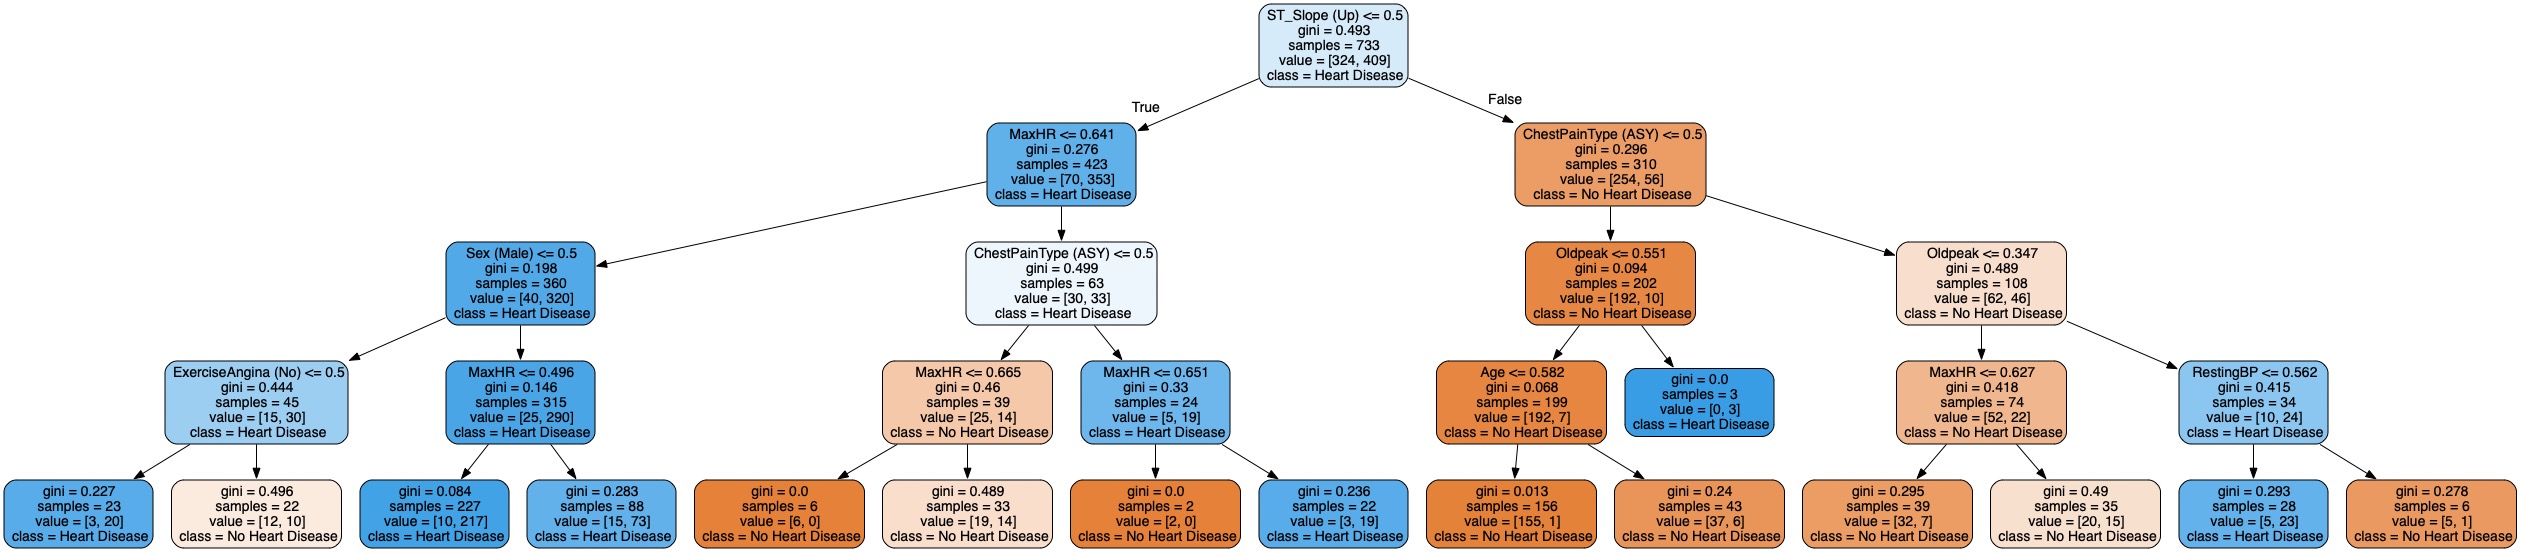 ST_Slope (Up) <= 0.5
gini = 0.493
samples = 733
value = [324, 409]
class = Heart Disease
True
False
MaxHR <= 0.641
gini = 0.276
samples = 423
value = [70, 353]
class = Heart Disease
ChestPainType (ASY) <= 0.5
gini = 0.296
samples = 310
value = [254, 56]
class = No Heart Disease
Sex (Male) <= 0.5
gini = 0.198
samples = 360
value = [40, 320]
class = Heart Disease
ChestPainType (ASY) <= 0.5
gini = 0.499
samples = 63
value = [30, 33]
class = Heart Disease
Oldpeak <= 0.551
gini = 0.094
samples = 202
value = [192, 10]
class = No Heart Disease
Oldpeak <= 0.347
gini = 0.489
samples = 108
value = [62, 46]
class = No Heart Disease
ExerciseAngina (No) <= 0.5
gini = 0.444
samples = 45
value = [15, 30]
class = Heart Disease
MaxHR <= 0.496
gini = 0.146
samples = 315
value = [25, 290]
class = Heart Disease
MaxHR <= 0.665
gini = 0.46
samples = 39
value = [25, 14]
class = No Heart Disease
MaxHR <= 0.651
gini = 0.33
samples = 24
value = [5, 19]
class = Heart Disease
Age <= 0.582
gini = 0.068
samples = 199
value = [192, 7]
class = No Heart Disease
gini = 0.0
samples = 3
value = [0, 3]
class = Heart Disease
MaxHR <= 0.627
gini = 0.418
samples = 74
value = [52, 22]
class = No Heart Disease
RestingBP <= 0.562
gini = 0.415
samples = 34
value = [10, 24]
class = Heart Disease
gini = 0.227
samples = 23
value = [3, 20]
class = Heart Disease
gini = 0.496
samples = 22
value = [12, 10]
class = No Heart Disease
gini = 0.084
samples = 227
value = [10, 217]
class = Heart Disease
gini = 0.283
samples = 88
value = [15, 73]
class = Heart Disease
gini = 0.0
samples = 6
value = [6, 0]
class = No Heart Disease
gini = 0.489
samples = 33
value = [19, 14]
class = No Heart Disease
gini = 0.0
samples = 2
value = [2, 0]
class = No Heart Disease
gini = 0.236
samples = 22
value = [3, 19]
class = Heart Disease
gini = 0.013
samples = 156
value = [155, 1]
class = No Heart Disease
gini = 0.24
samples = 43
value = [37, 6]
class = No Heart Disease
gini = 0.295
samples = 39
value = [32, 7]
class = No Heart Disease
gini = 0.49
samples = 35
value = [20, 15]
class = No Heart Disease
gini = 0.293
samples = 28
value = [5, 23]
class = Heart Disease
gini = 0.278
samples = 6
value = [5, 1]
class = No Heart Disease